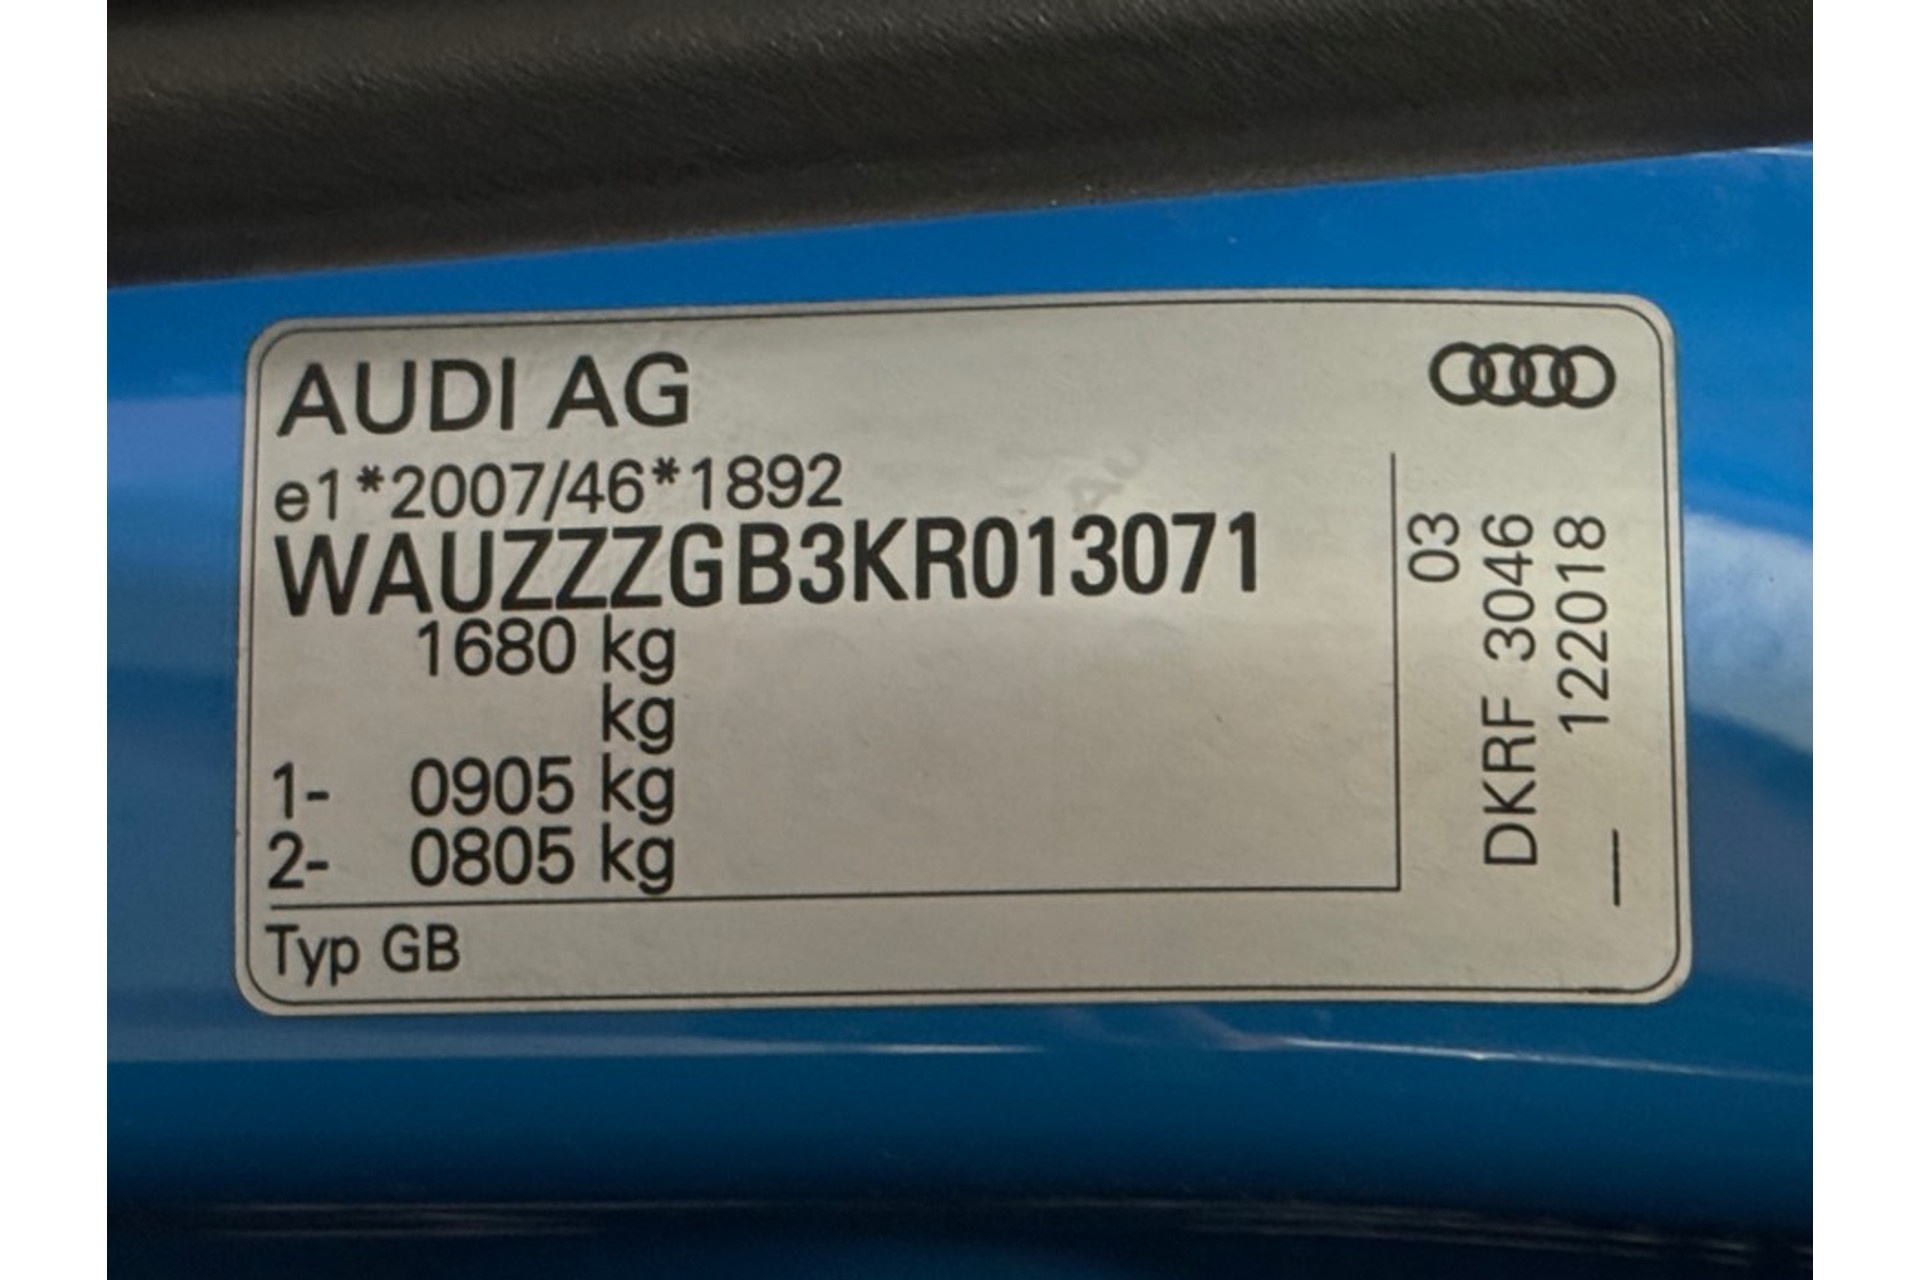 AUDI AG
e1*2007/46*1892
WAUZZZGB3KR013071
1680 kg
kg
1- 0905 kg
2- 0805 kg
Typ GB
03
DKRF 3046
122018
—